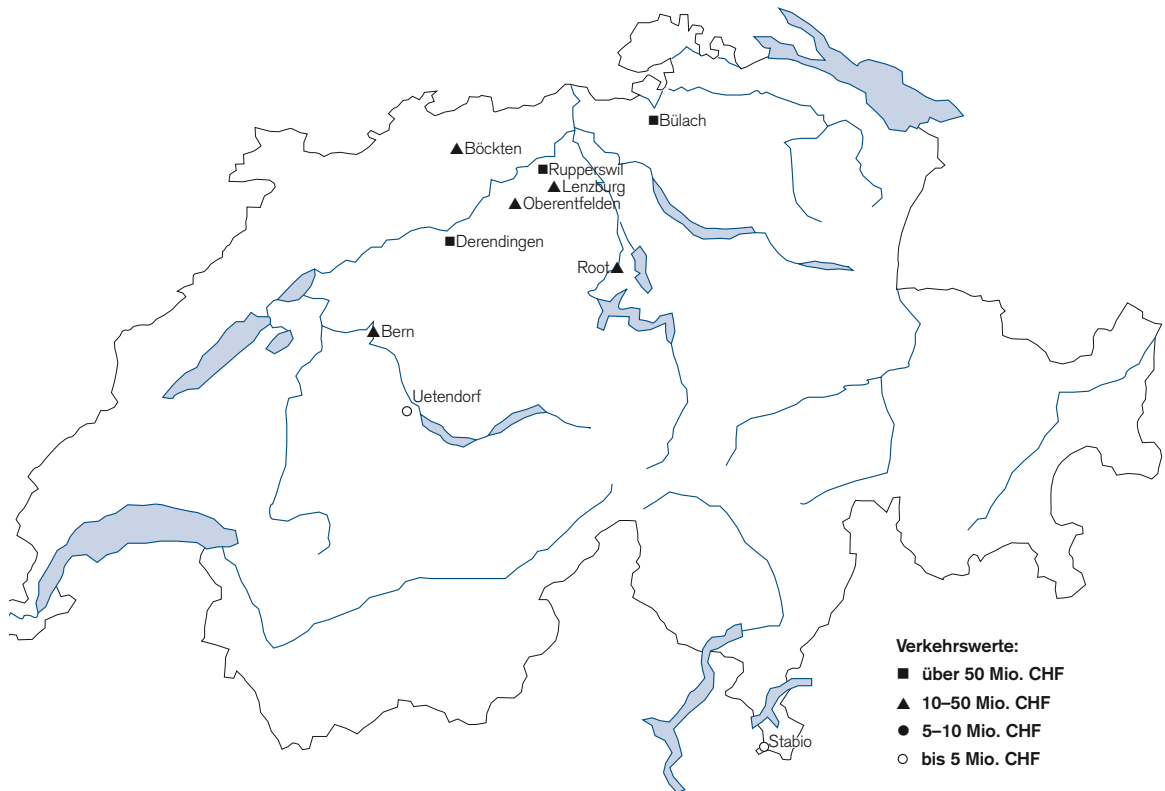 Bülach
Böckten
Rupperswil
Lenzburg
Oberentfelden
Derendingen
Root
Bern
Uetendorf
Stabio
Verkehrswerte:
über 50 Mio. CHF
10–50 Mio. CHF
5–10 Mio. CHF
bis 5 Mio. CHF